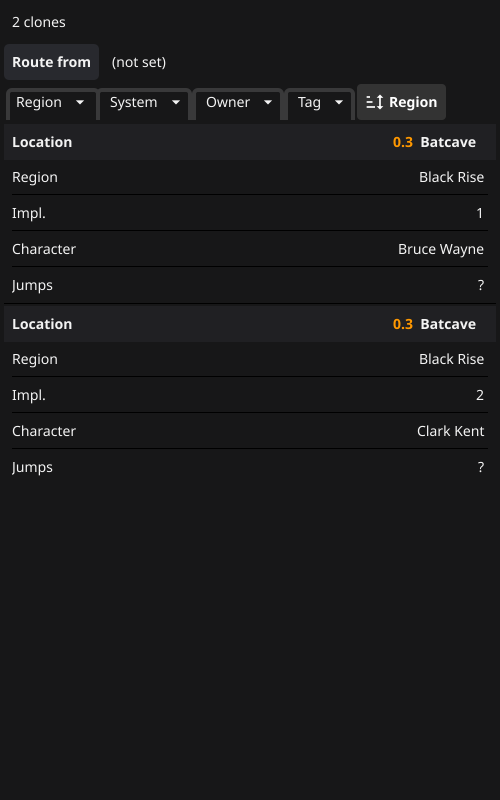 2 clones
Route from (not set)
Region System Owner Tag Region
Location 0.3 Batcave
Region Black Rise
Impl. 1
Character Bruce Wayne
Jumps ?
Location 0.3 Batcave
Region Black Rise
Impl. 2
Character Clark Kent
Jumps ?